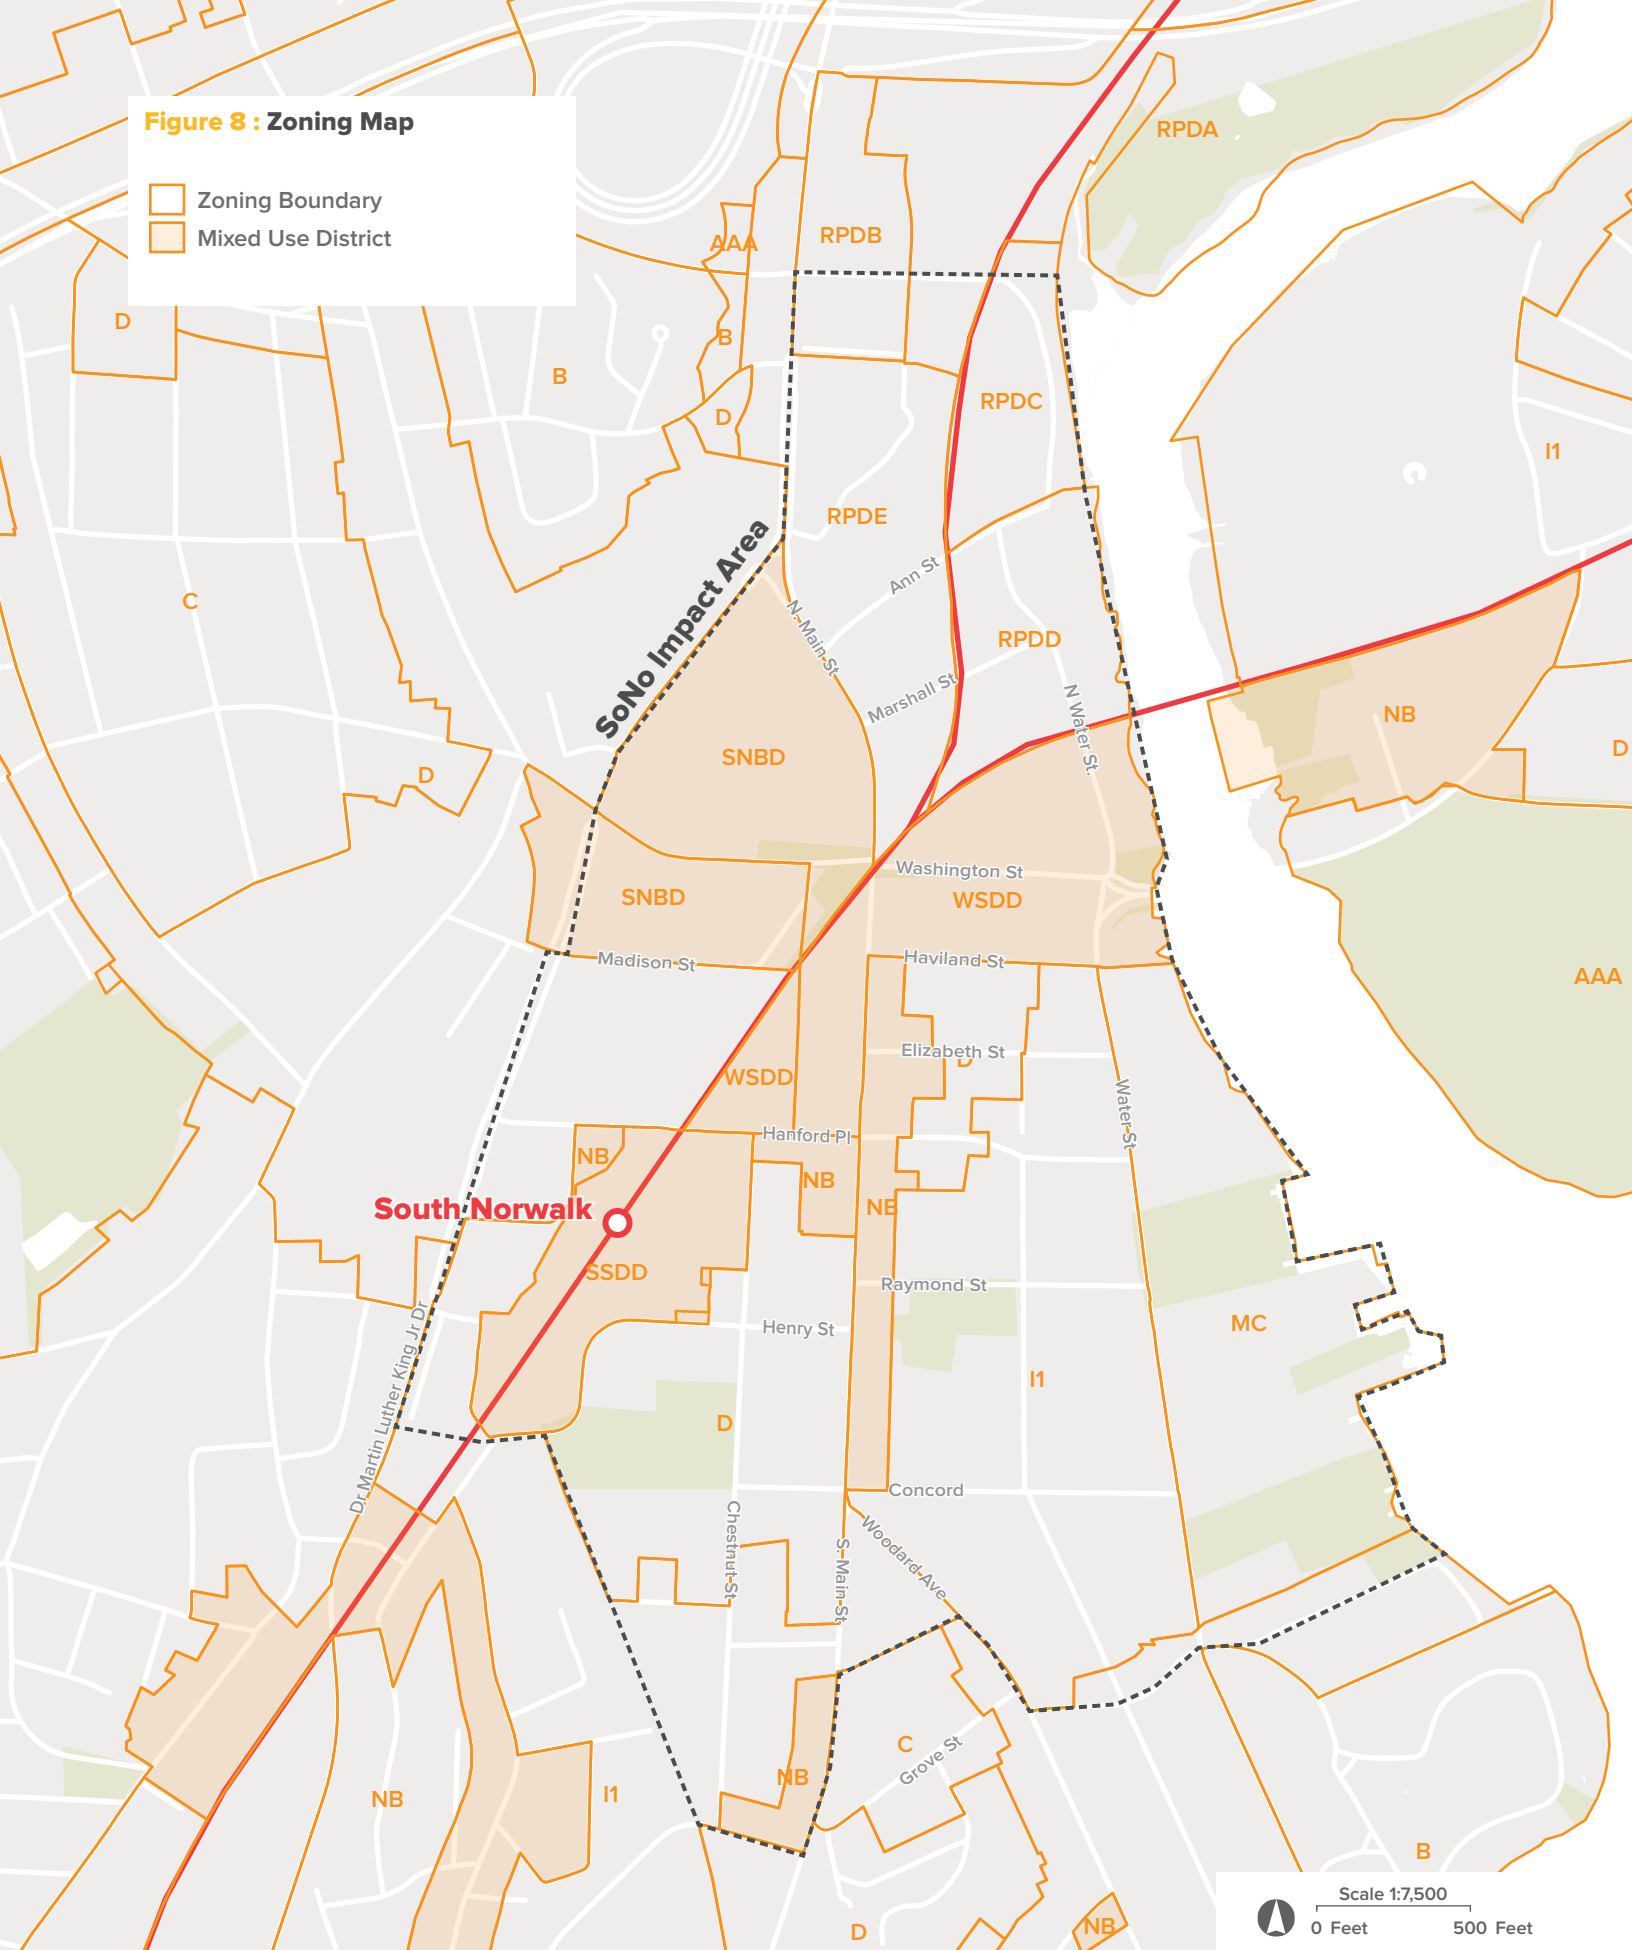 Figure 8 : Zoning Map
Zoning Boundary
Mixed Use District
RPDA
AAA
RPDB
D
B
B
D
RPDC
I1
RPDE
SoNo Impact Area
Ann St
C
N. Main St
RPDD
Marshall St
N Water St.
NB
D
SNBD
D
Washington St
SNBD
WSDD
Madison St
Haviland St
AAA
Elizabeth St
D
WSDD
Water St
Hanford Pl
NB
NB
NB
South Norwalk
SSDD
Raymond St
Henry St
MC
Dr Martin Luther King Jr Dr
I1
D
Concord
Chestnut St
S. Main St
Woodard Ave
C
Grove St
NB
NB
I1
B
D
NB
Scale 1:7,500
0 Feet 500 Feet